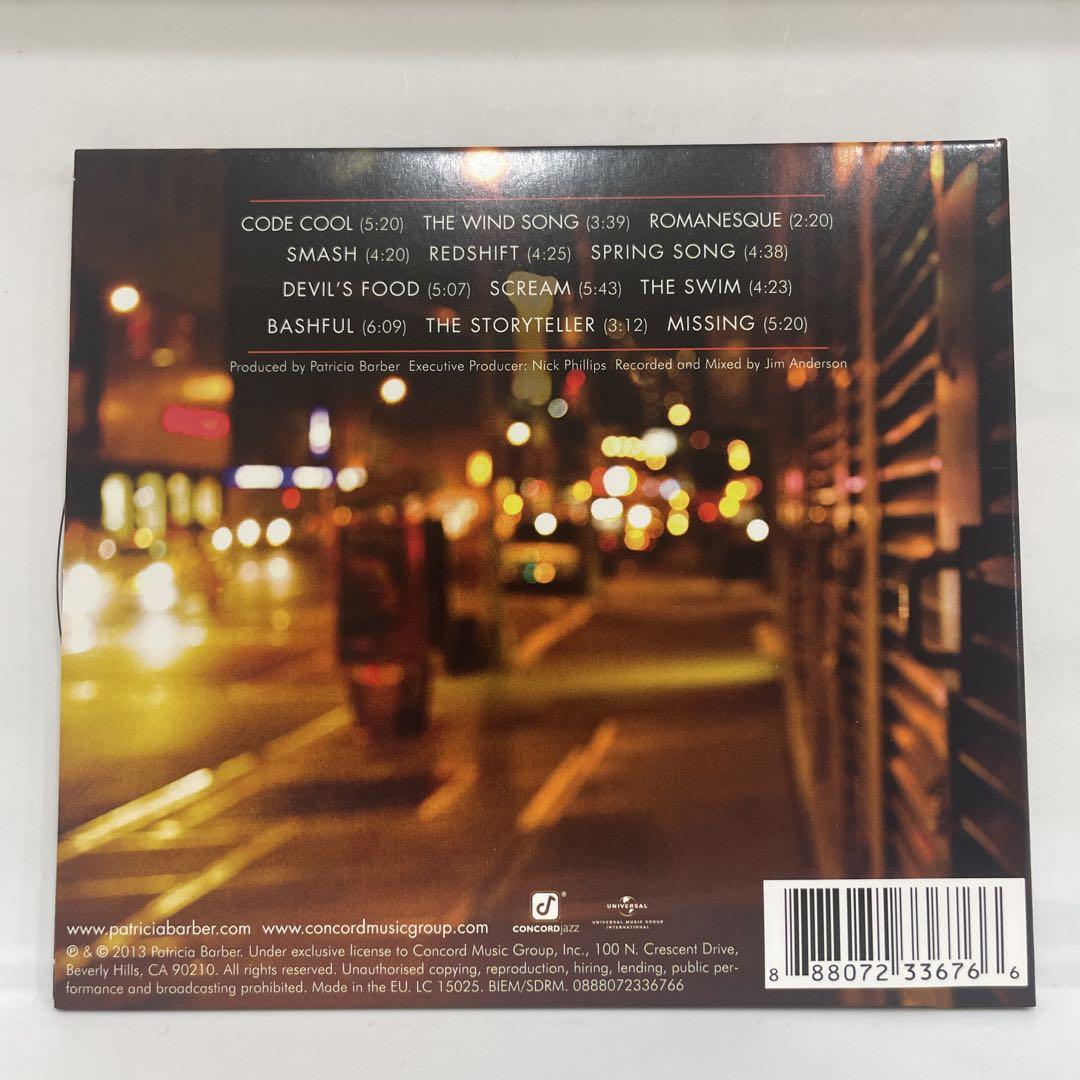 CODE COOL (5:20) THE WIND SONG (3:39) ROMANESQUE (2:20)
SMASH (4:20) REDSHIFT (4:25) SPRING SONG (4:38)
DEVIL'S FOOD (5:07) SCREAM (5:43) THE SWIM (4:23)
BASHFUL (6:09) THE STORYTELLER (3:12) MISSING (5:20)
Produced by Patricia Barber Executive Producer: Nick Phillips Recorded and Mixed by Jim Anderson
www.patriciabarber.com www.concordmusicgroup.com
CONCORDjazz
®
UNIVERSAL
UNIVERSAL MUSIC GROUP
INTERNATIONAL
℗ & © 2013 Patricia Barber. Under exclusive license to Concord Music Group, Inc., 100 N. Crescent Drive,
Beverly Hills, CA 90210. All rights reserved. Unauthorised copying, reproduction, hiring, lending, public per-
formance and broadcasting prohibited. Made in the EU. LC 15025. BIEM/SDRM. 0888072336766
8 88072 33676 6